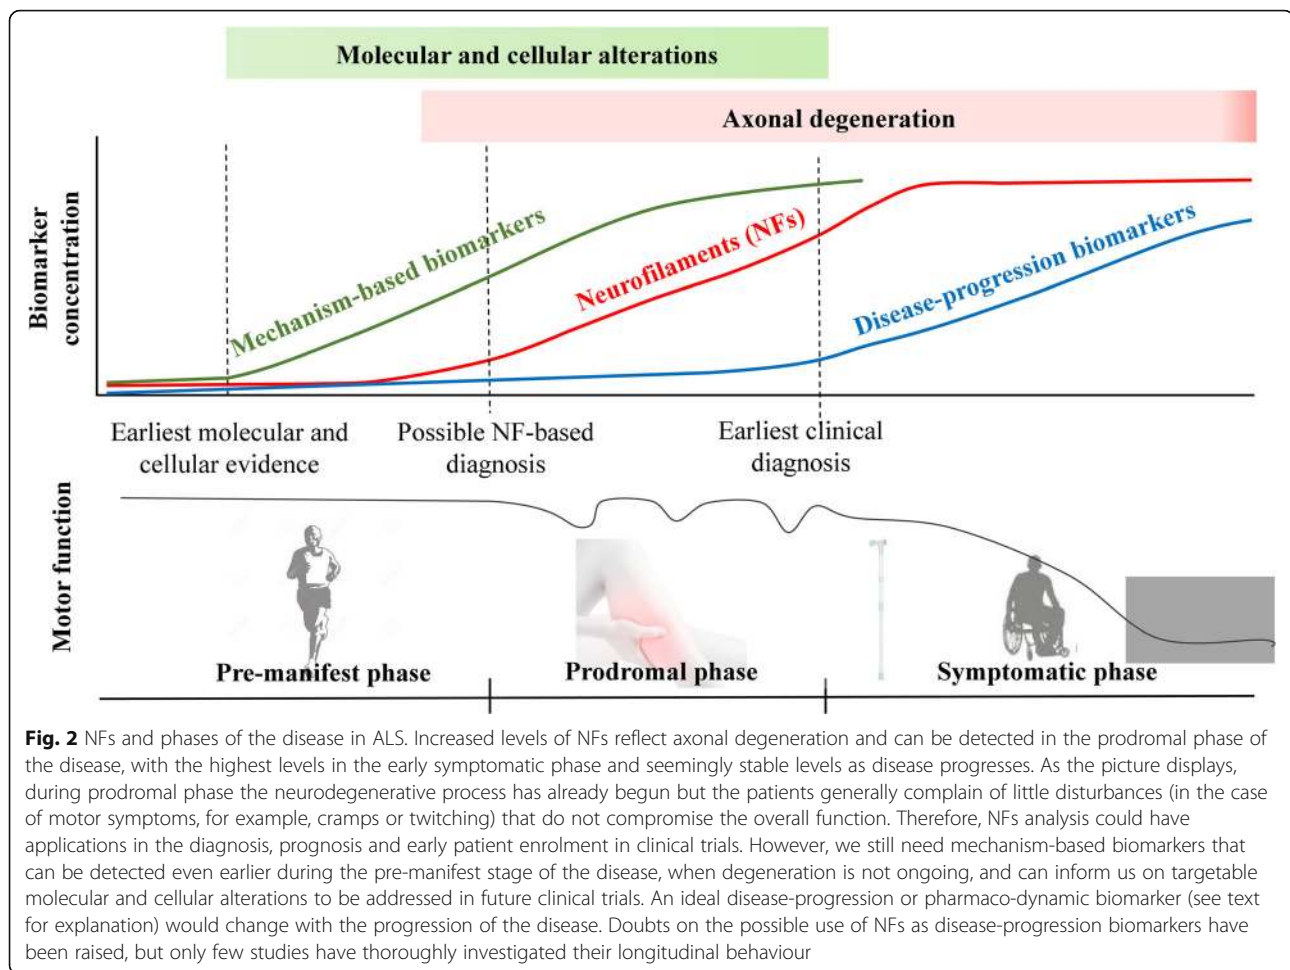 Molecular and cellular alterations
Axonal degeneration
Biomarker
concentration
Mechanism-based biomarkers
Neurofilaments (NFs)
Disease-progression biomarkers
Earliest molecular and
cellular evidence
Possible NF-based
diagnosis
Earliest clinical
diagnosis
Motor function
Pre-manifest phase
Prodromal phase
Symptomatic phase
Fig. 2 NFs and phases of the disease in ALS. Increased levels of NFs reflect axonal degeneration and can be detected in the prodromal phase of
the disease, with the highest levels in the early symptomatic phase and seemingly stable levels as disease progresses. As the picture displays,
during prodromal phase the neurodegenerative process has already begun but the patients generally complain of little disturbances (in the case
of motor symptoms, for example, cramps or twitching) that do not compromise the overall function. Therefore, NFs analysis could have
applications in the diagnosis, prognosis and early patient enrolment in clinical trials. However, we still need mechanism-based biomarkers that
can be detected even earlier during the pre-manifest stage of the disease, when degeneration is not ongoing, and can inform us on targetable
molecular and cellular alterations to be addressed in future clinical trials. An ideal disease-progression or pharmaco-dynamic biomarker (see text
for explanation) would change with the progression of the disease. Doubts on the possible use of NFs as disease-progression biomarkers have
been raised, but only few studies have thoroughly investigated their longitudinal behaviour